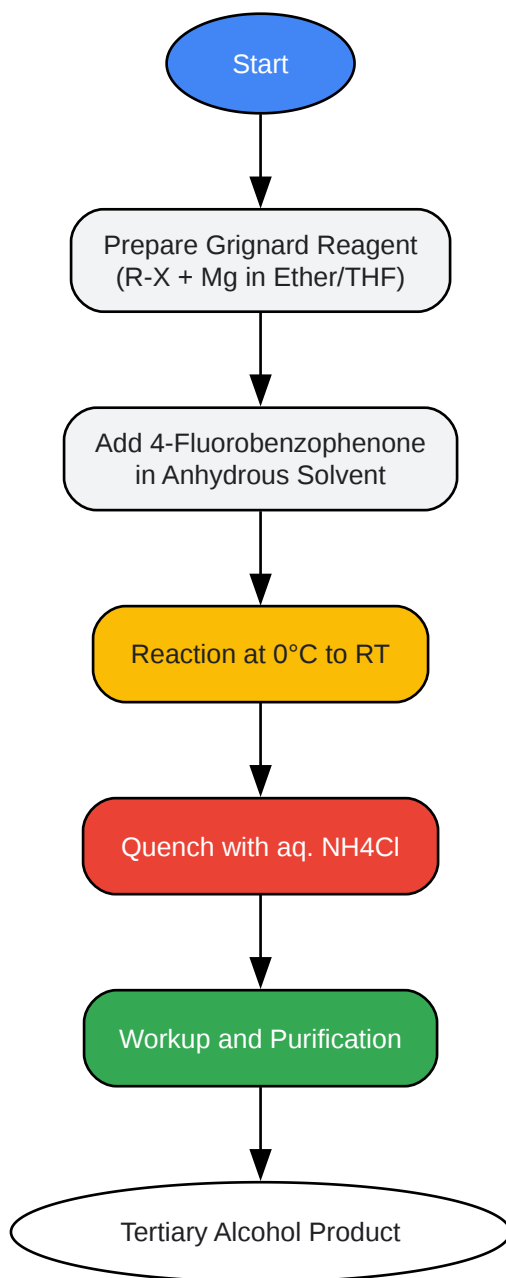 Start
Prepare Grignard Reagent
(R-X + Mg in Ether/THF)
Add 4-Fluorobenzophenone
in Anhydrous Solvent
Reaction at 0°C to RT
Quench with aq. NH4Cl
Workup and Purification
Tertiary Alcohol Product